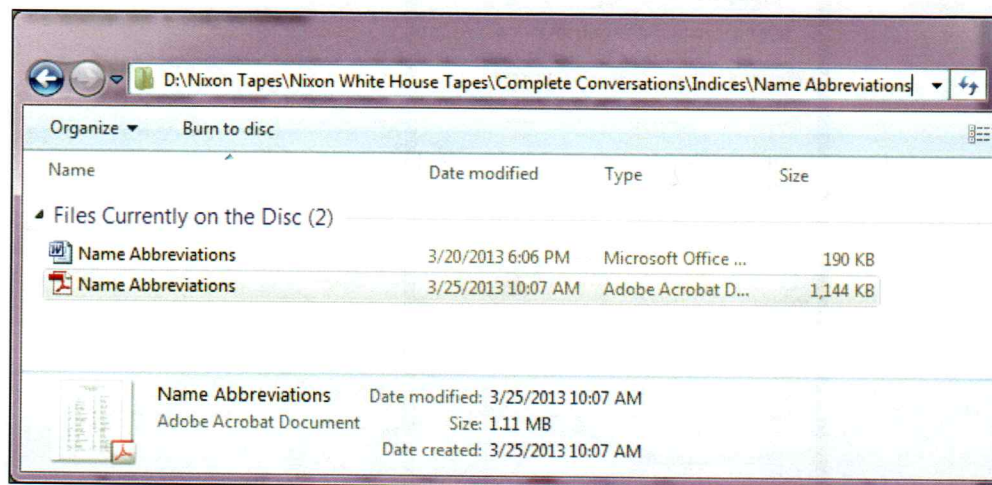 D:\Nixon Tapes\Nixon White House Tapes\Complete Conversations\Indices\Name Abbreviations
Organize Burn to disc
Name Date modified Type Size
Files Currently on the Disc (2)
Name Abbreviations 3/20/2013 6:06 PM Microsoft Office ... 190 KB
Name Abbreviations 3/25/2013 10:07 AM Adobe Acrobat D... 1,144 KB
Name Abbreviations Date modified: 3/25/2013 10:07 AM
Adobe Acrobat Document Size: 1.11 MB
Date created: 3/25/2013 10:07 AM